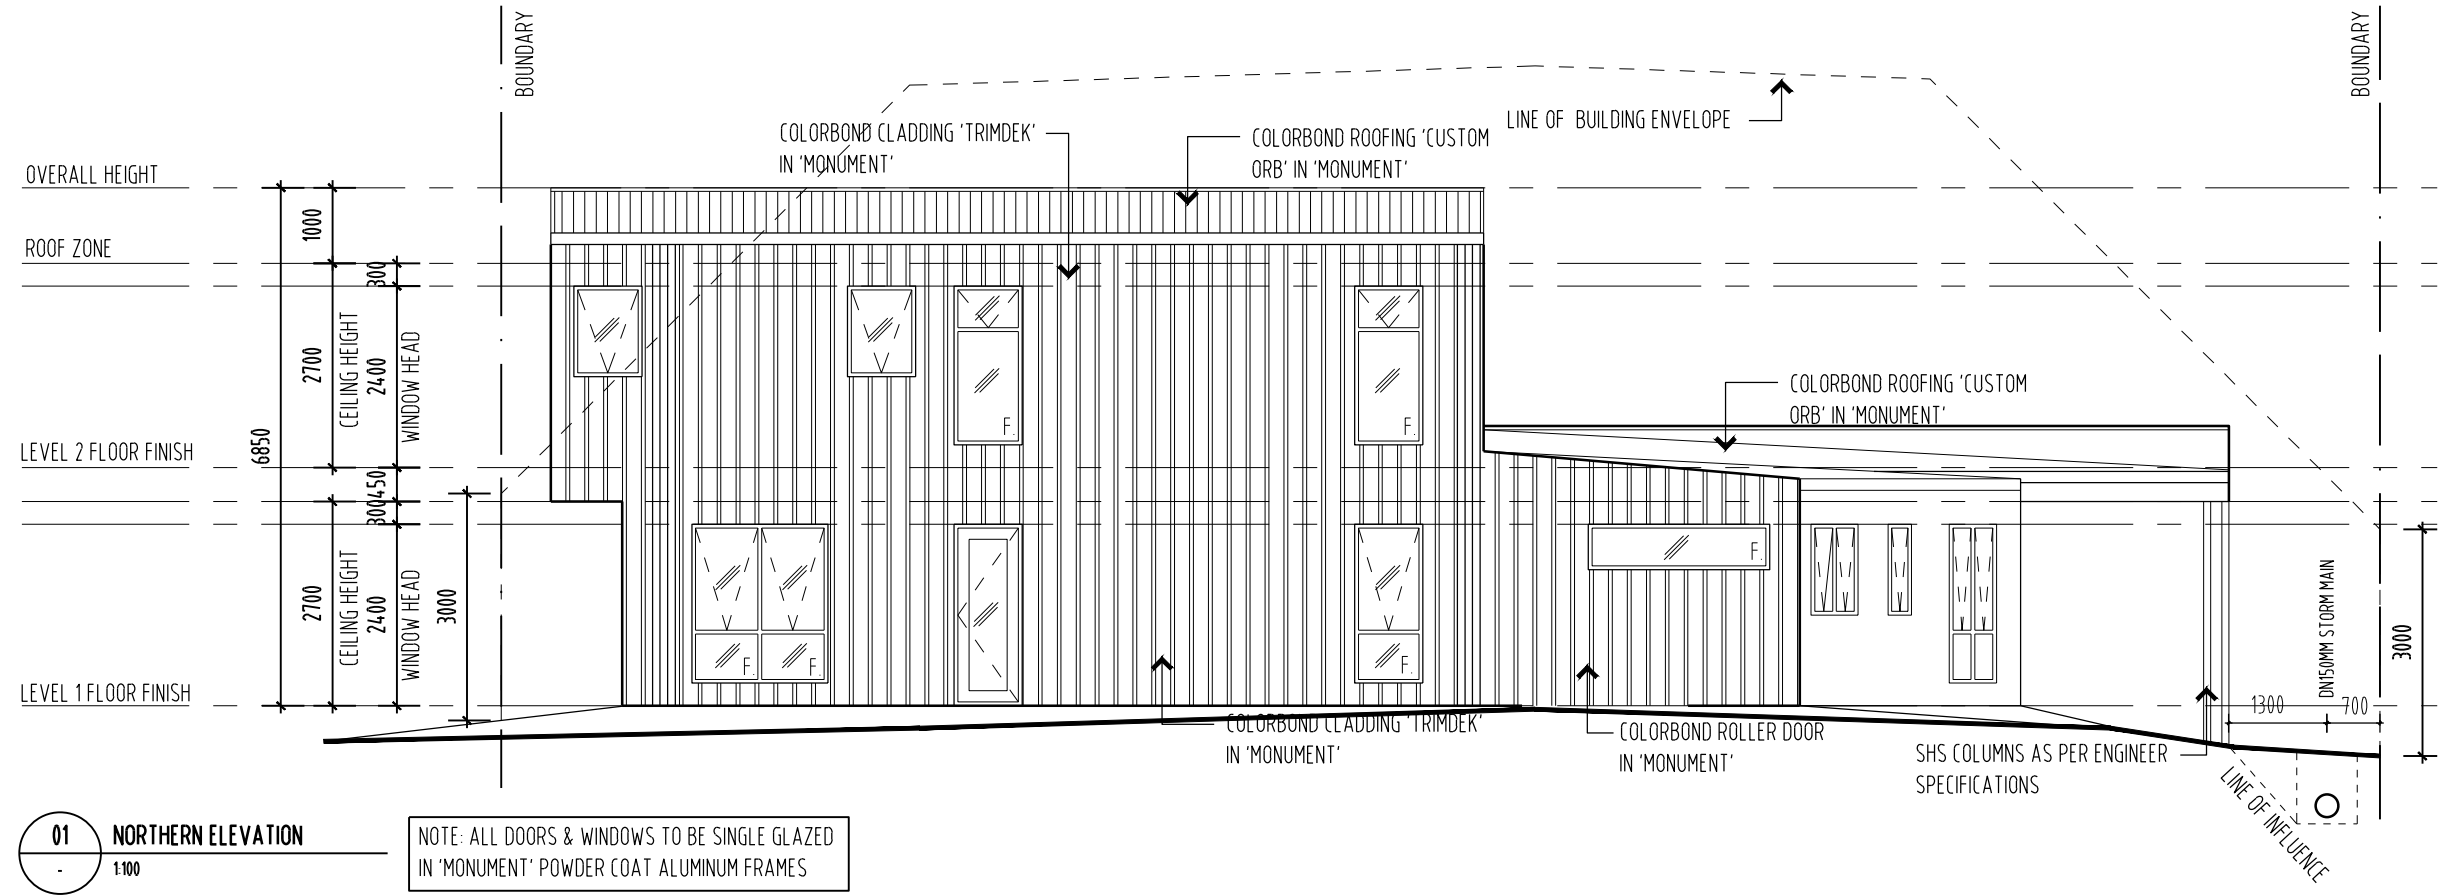 BOUNDARY
BOUNDARY
LINE OF BUILDING ENVELOPE
COLORBOND CLADDING 'TRIMDEK'
IN 'MONUMENT'
COLORBOND ROOFING 'CUSTOM
ORB' IN 'MONUMENT'
OVERALL HEIGHT
1000
ROOF ZONE
300
2700
CEILING HEIGHT
2400
WINDOW HEAD
F.
F.
COLORBOND ROOFING 'CUSTOM
ORB' IN 'MONUMENT'
6850
LEVEL 2 FLOOR FINISH
450
300
2700
CEILING HEIGHT
2400
WINDOW HEAD
3000
F.
F.
F.
F.
DN150MM STORM MAIN
3000
LEVEL 1 FLOOR FINISH
1300
700
COLORBOND CLADDING 'TRIMDEK'
IN 'MONUMENT'
COLORBOND ROLLER DOOR
IN 'MONUMENT'
SHS COLUMNS AS PER ENGINEER
SPECIFICATIONS
LINE OF INFLUENCE
01
-
NORTHERN ELEVATION
1:100
NOTE: ALL DOORS & WINDOWS TO BE SINGLE GLAZED
IN 'MONUMENT' POWDER COAT ALUMINUM FRAMES